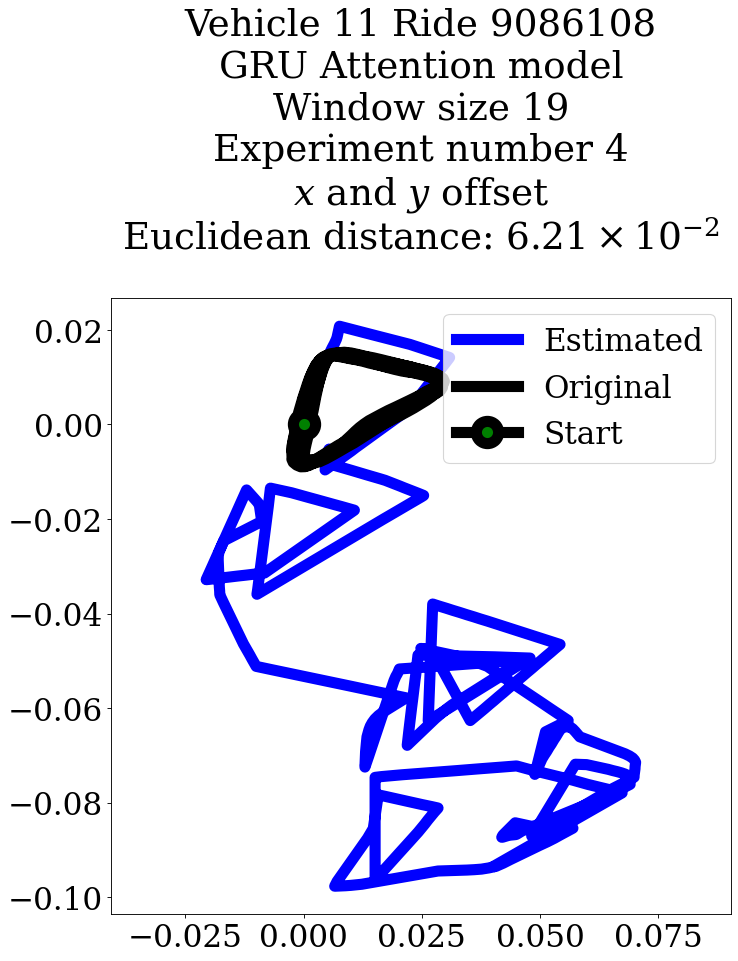 Vehicle 11 Ride 9086108
GRU Attention model
Window size 19
Experiment number 4
x and y offset
Euclidean distance: 6.21 × 10⁻²
Estimated
Original
Start
0.02
0.00
−0.02
−0.04
−0.06
−0.08
−0.10
−0.025 0.000 0.025 0.050 0.075